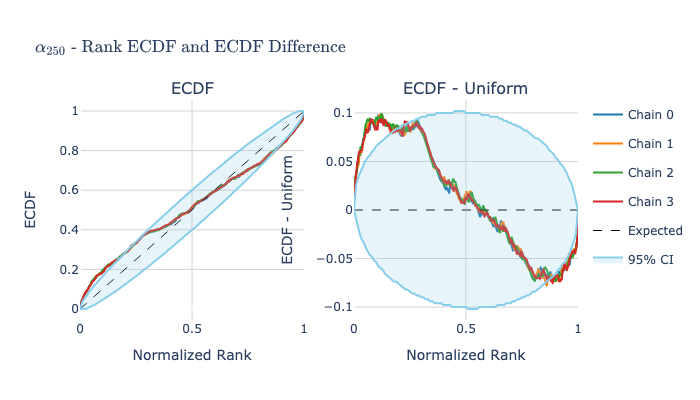 α₂₅₀ - Rank ECDF and ECDF Difference
ECDF
ECDF - Uniform
ECDF
1
0.8
0.6
0.4
0.2
0
0
0.5
1
Normalized Rank
ECDF - Uniform
0.1
0.05
0
−0.05
−0.1
0
0.5
1
Normalized Rank
Chain 0
Chain 1
Chain 2
Chain 3
Expected
95% CI